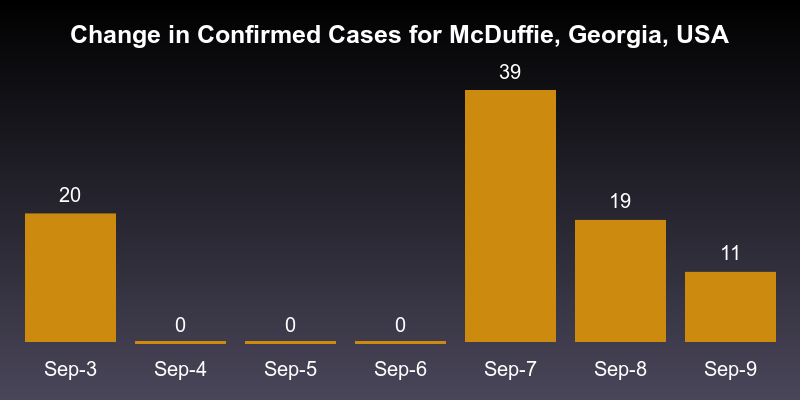 Change in Confirmed Cases for McDuffie, Georgia, USA
39
20
19
11
0 0 0
Sep-3 Sep-4 Sep-5 Sep-6 Sep-7 Sep-8 Sep-9